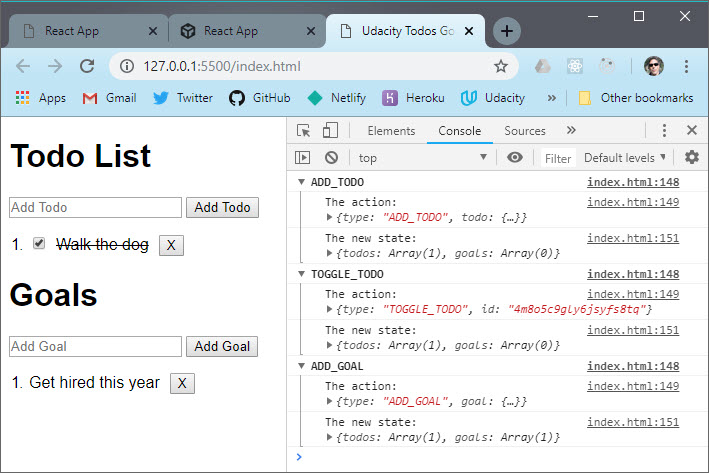 React App
React App
Udacity Todos Go
127.0.0.1:5500/index.html
Apps
Gmail
Twitter
GitHub
Netlify
Heroku
Udacity
»
Other bookmarks
Todo List
Add Todo
Add Todo
1. Walk the dog X
Goals
Add Goal
Add Goal
1. Get hired this year X
Elements
Console
Sources
»
top
Filter
Default levels
ADD_TODO index.html:148
The action: index.html:149
{type: "ADD_TODO", todo: {…}}
The new state: index.html:151
{todos: Array(1), goals: Array(0)}
TOGGLE_TODO index.html:148
The action: index.html:149
{type: "TOGGLE_TODO", id: "4m8o5c9gly6jsyfs8tq"}
The new state: index.html:151
{todos: Array(1), goals: Array(0)}
ADD_GOAL index.html:148
The action: index.html:149
{type: "ADD_GOAL", goal: {…}}
The new state: index.html:151
{todos: Array(1), goals: Array(1)}